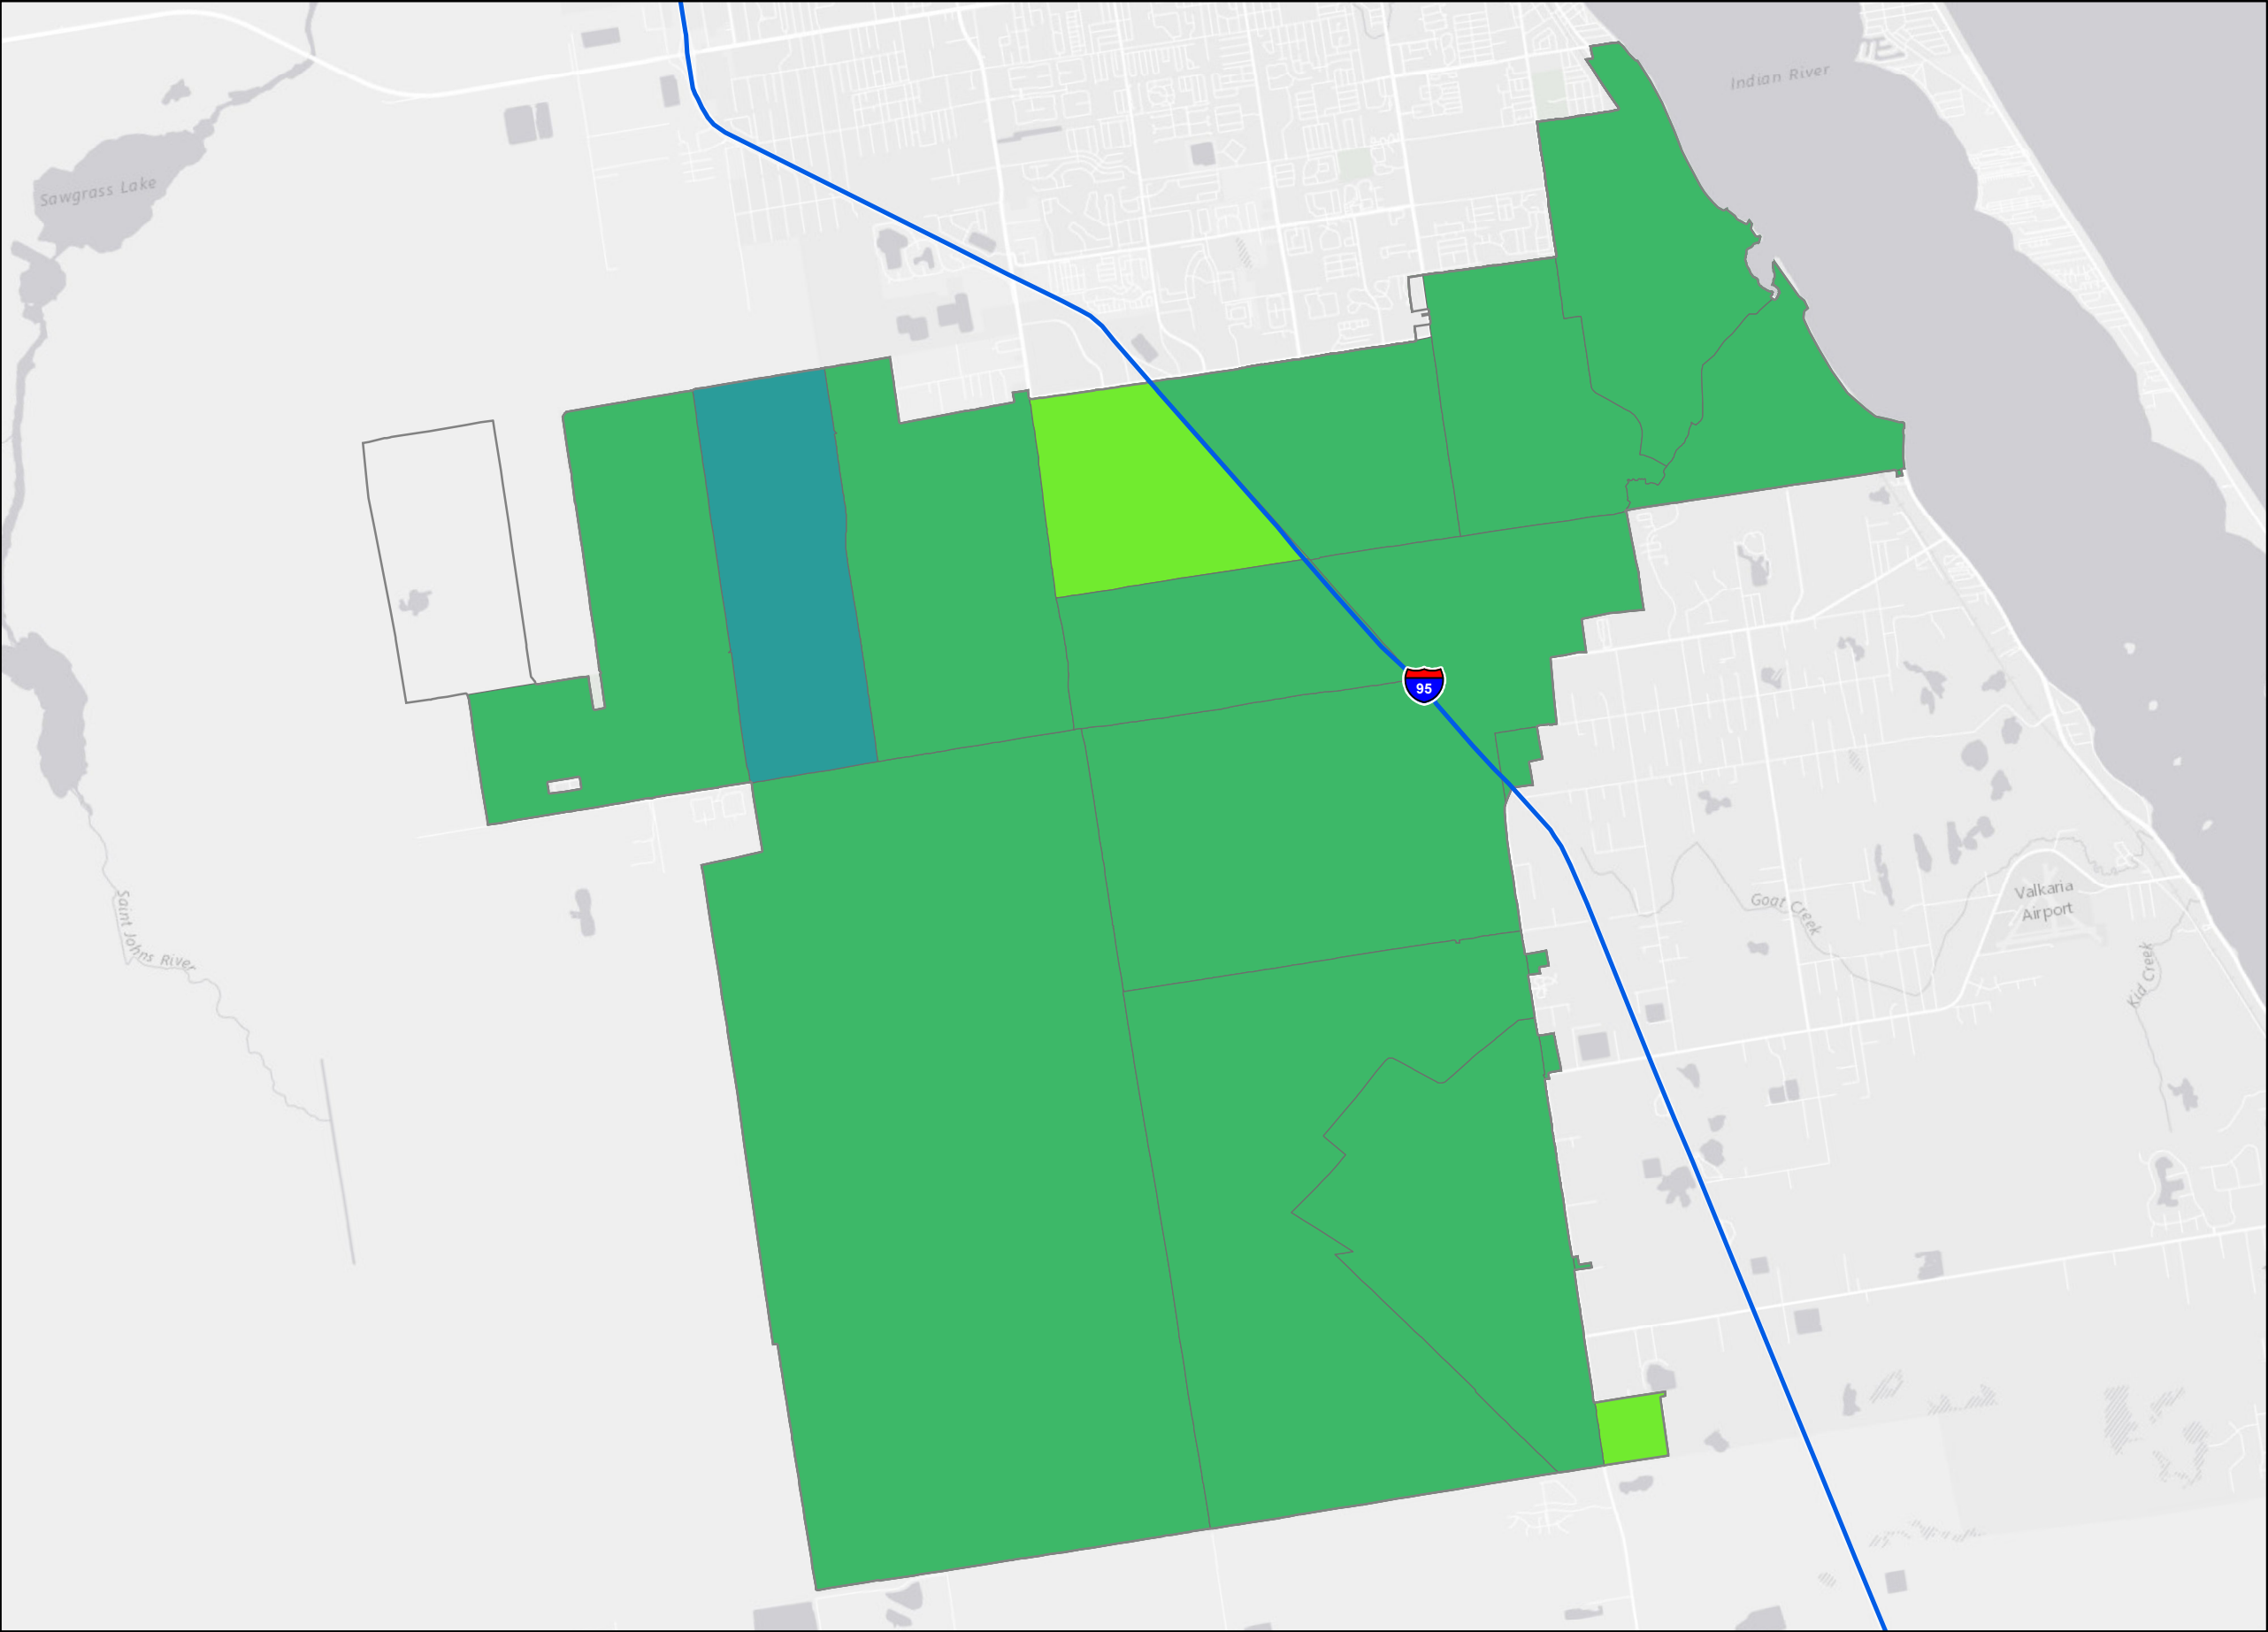 Indian River
Sawgrass Lake
95
Valkaria
Airport
Goat Creek
Saint Johns River
Kid Creek